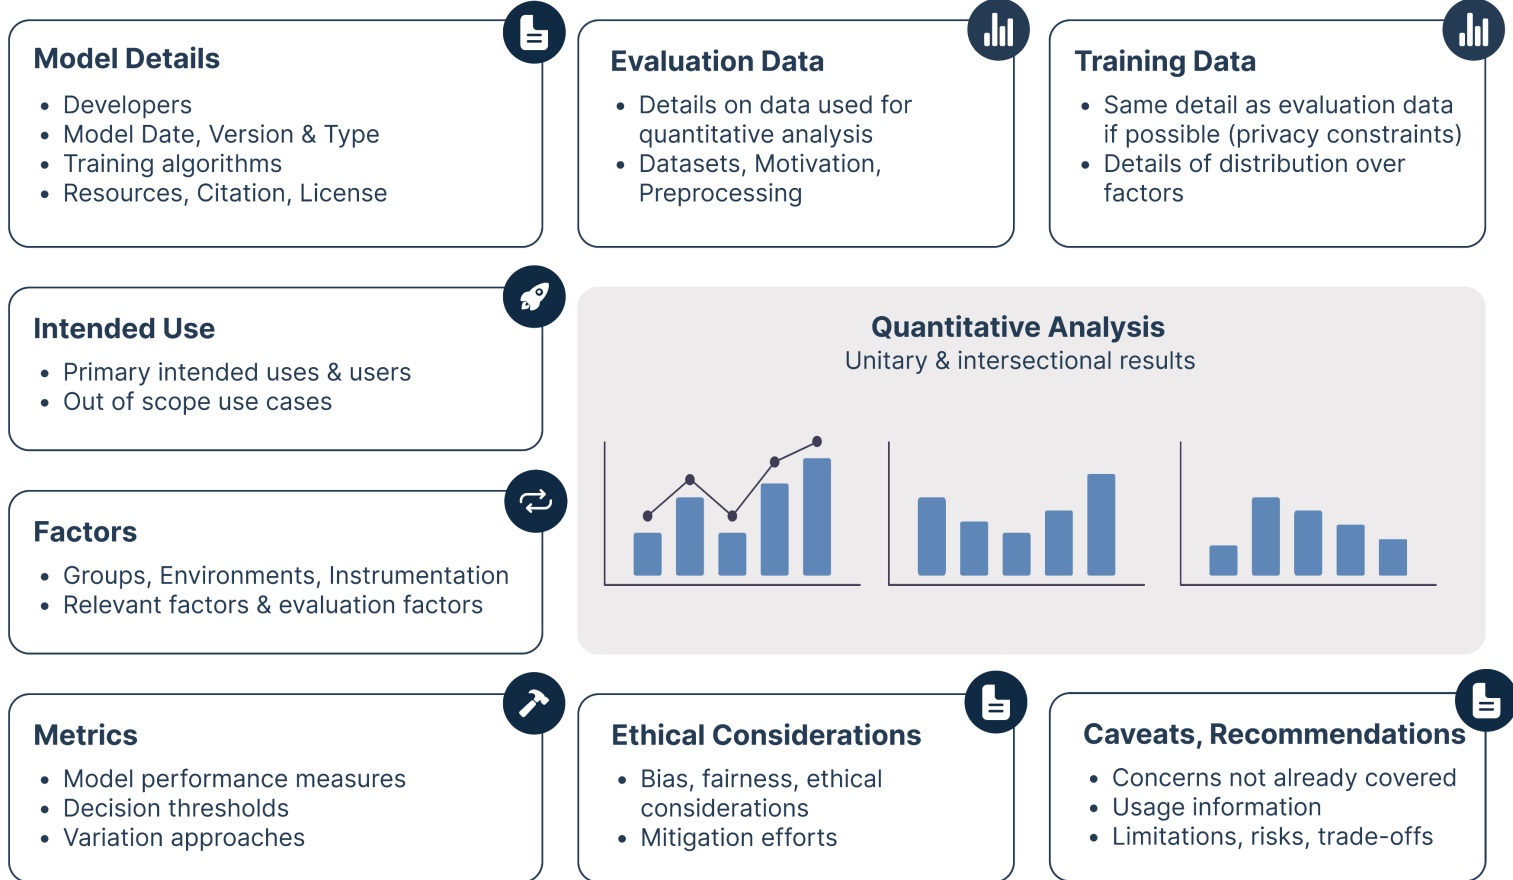 Model Details
• Developers
• Model Date, Version & Type
• Training algorithms
• Resources, Citation, License
Evaluation Data
• Details on data used for
quantitative analysis
• Datasets, Motivation,
Preprocessing
Training Data
• Same detail as evaluation data
if possible (privacy constraints)
• Details of distribution over
factors
Intended Use
• Primary intended uses & users
• Out of scope use cases
Factors
• Groups, Environments, Instrumentation
• Relevant factors & evaluation factors
Quantitative Analysis
Unitary & intersectional results
Metrics
• Model performance measures
• Decision thresholds
• Variation approaches
Ethical Considerations
• Bias, fairness, ethical
considerations
• Mitigation efforts
Caveats, Recommendations
• Concerns not already covered
• Usage information
• Limitations, risks, trade-offs